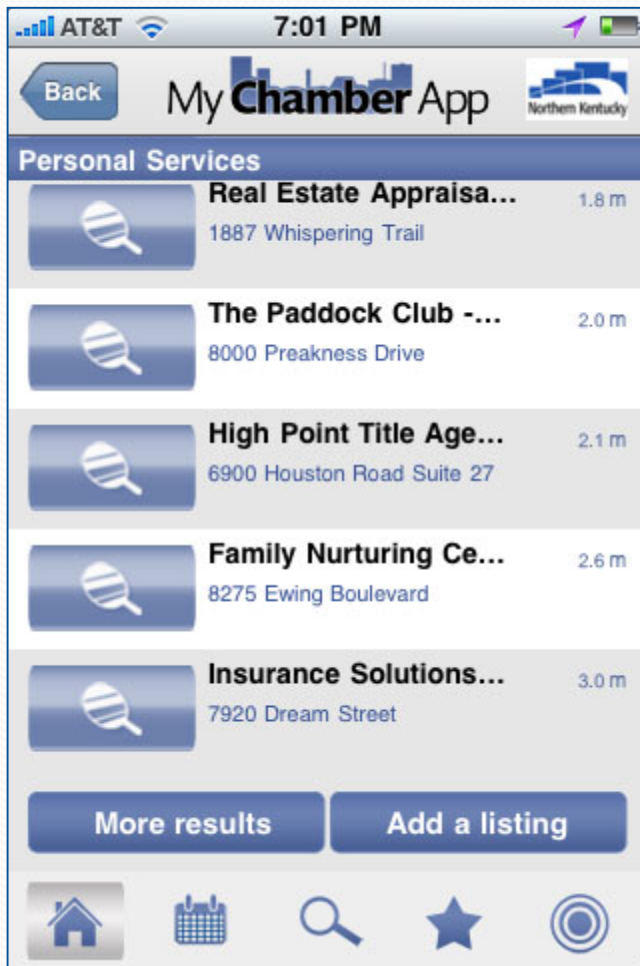 AT&T 7:01 PM
Back My Chamber App Northern Kentucky
Personal Services
Real Estate Appraisa... 1.8 m
1887 Whispering Trail
The Paddock Club -... 2.0 m
8000 Preakness Drive
High Point Title Age... 2.1 m
6900 Houston Road Suite 27
Family Nurturing Ce... 2.6 m
8275 Ewing Boulevard
Insurance Solutions... 3.0 m
7920 Dream Street
More results Add a listing